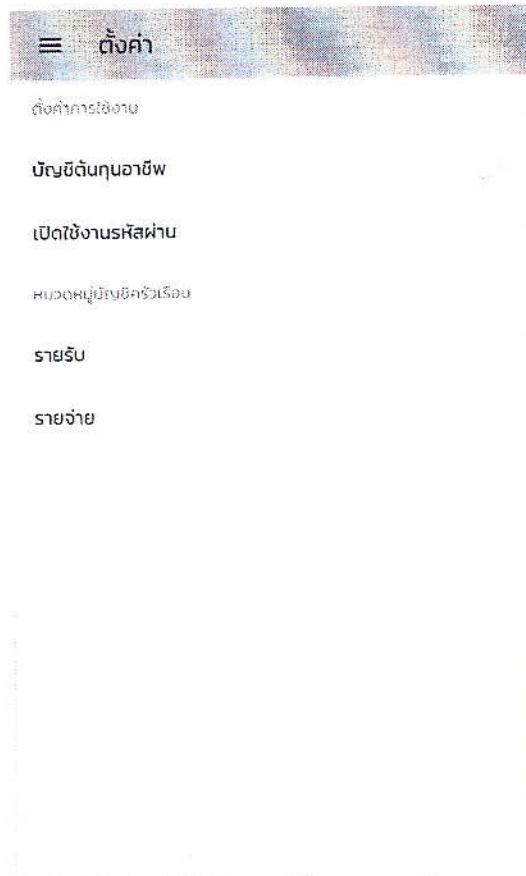 ตั้งค่า
ตั้งค่าการใช้งาน
บัญชีต้นทุนอาชีพ
เปิดใช้งานรหัสผ่าน
หมวดหมู่บัญชีครัวเรือน
รายรับ
รายจ่าย